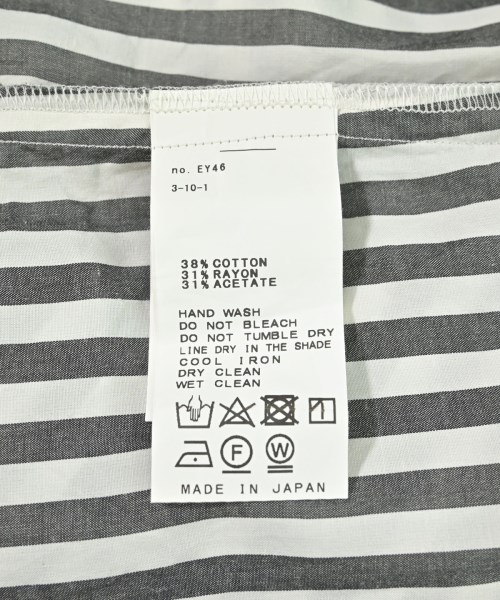 no. EY46
3-10-1
38% COTTON
31% RAYON
31% ACETATE
HAND WASH
DO NOT BLEACH
DO NOT TUMBLE DRY
LINE DRY IN THE SHADE
COOL IRON
DRY CLEAN
WET CLEAN
F W
MADE IN JAPAN